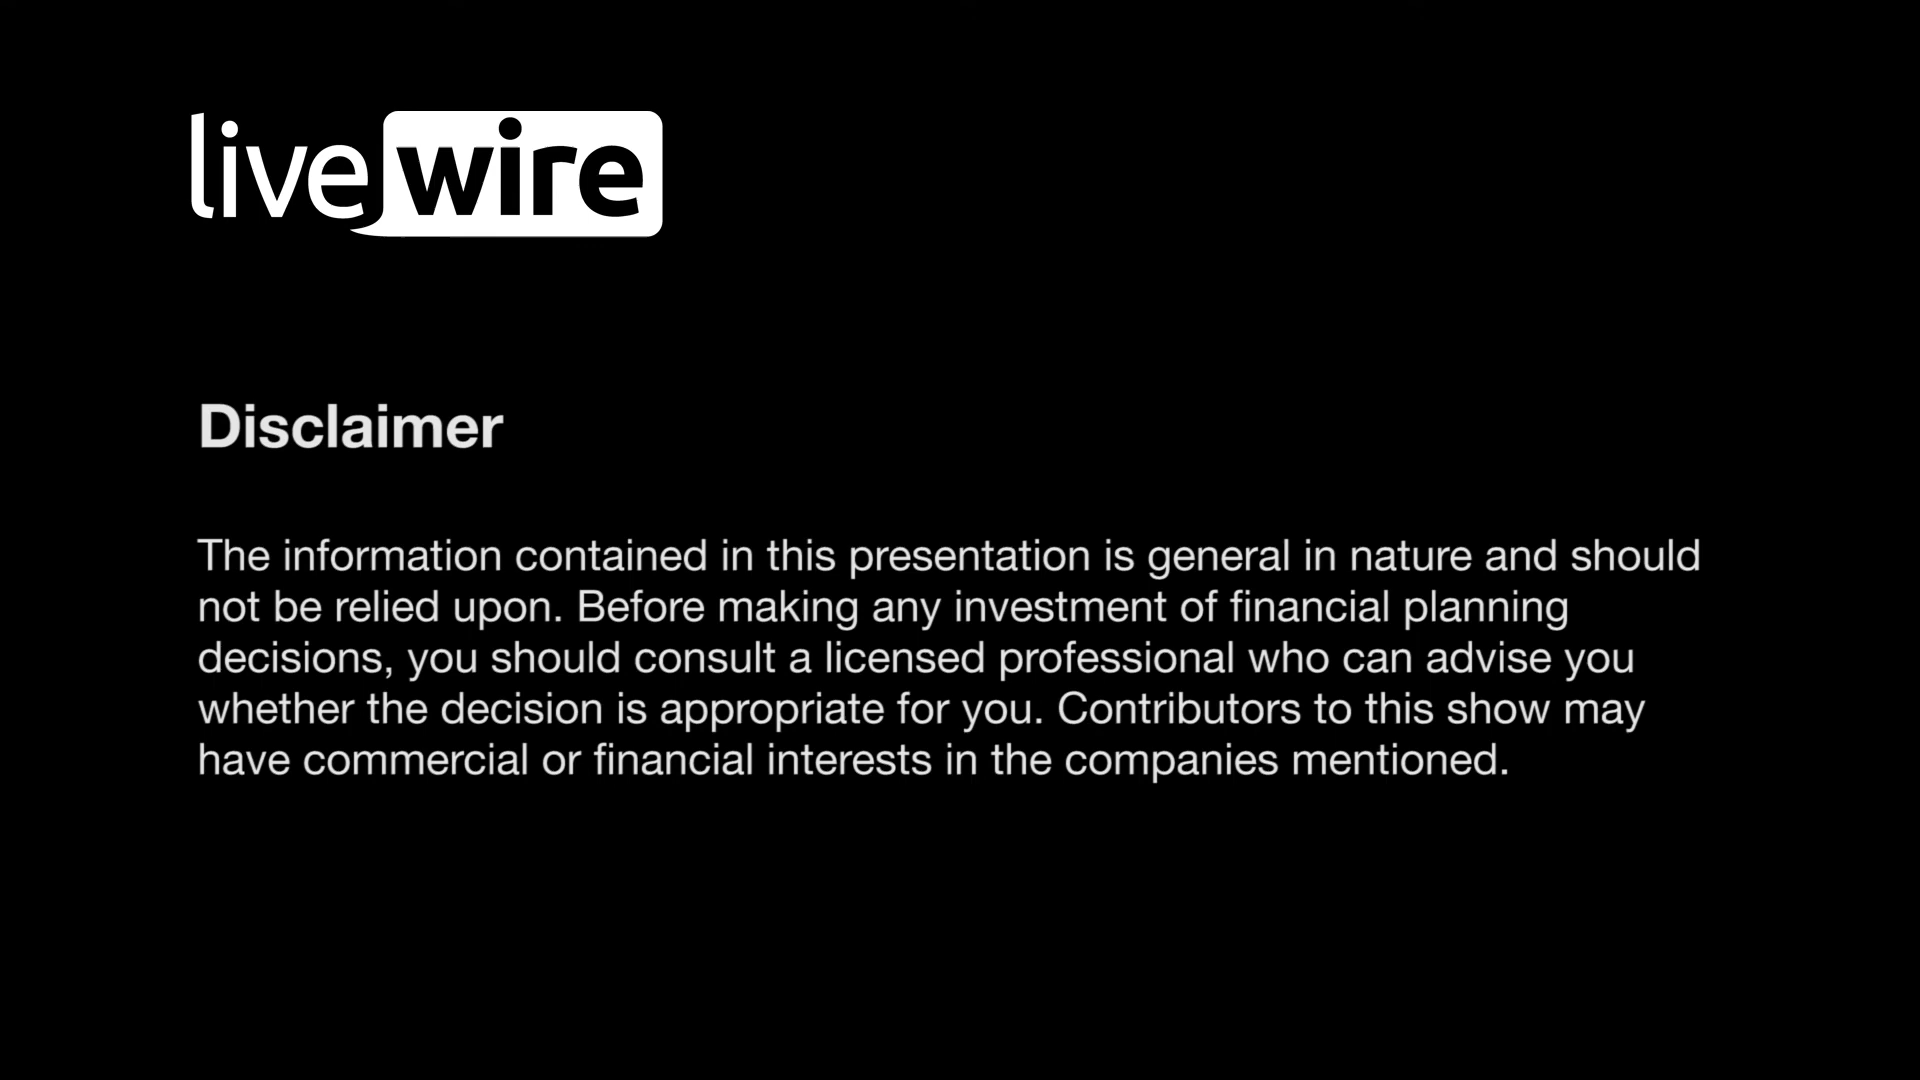 livewire
Disclaimer
The information contained in this presentation is general in nature and should
not be relied upon. Before making any investment of financial planning
decisions, you should consult a licensed professional who can advise you
whether the decision is appropriate for you. Contributors to this show may
have commercial or financial interests in the companies mentioned.